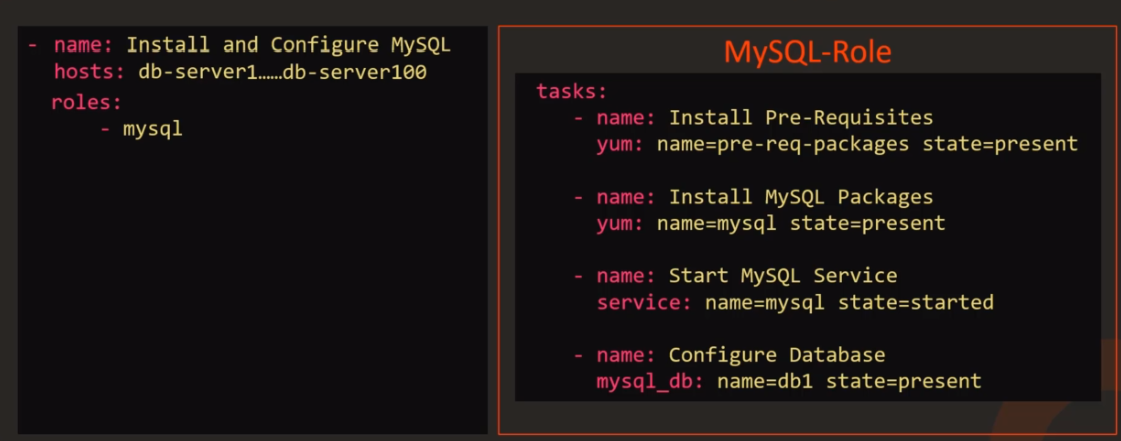 - name: Install and Configure MySQL
hosts: db-server1......db-server100
roles:
- mysql
MySQL-Role
tasks:
- name: Install Pre-Requisites
yum: name=pre-req-packages state=present
- name: Install MySQL Packages
yum: name=mysql state=present
- name: Start MySQL Service
service: name=mysql state=started
- name: Configure Database
mysql_db: name=db1 state=present